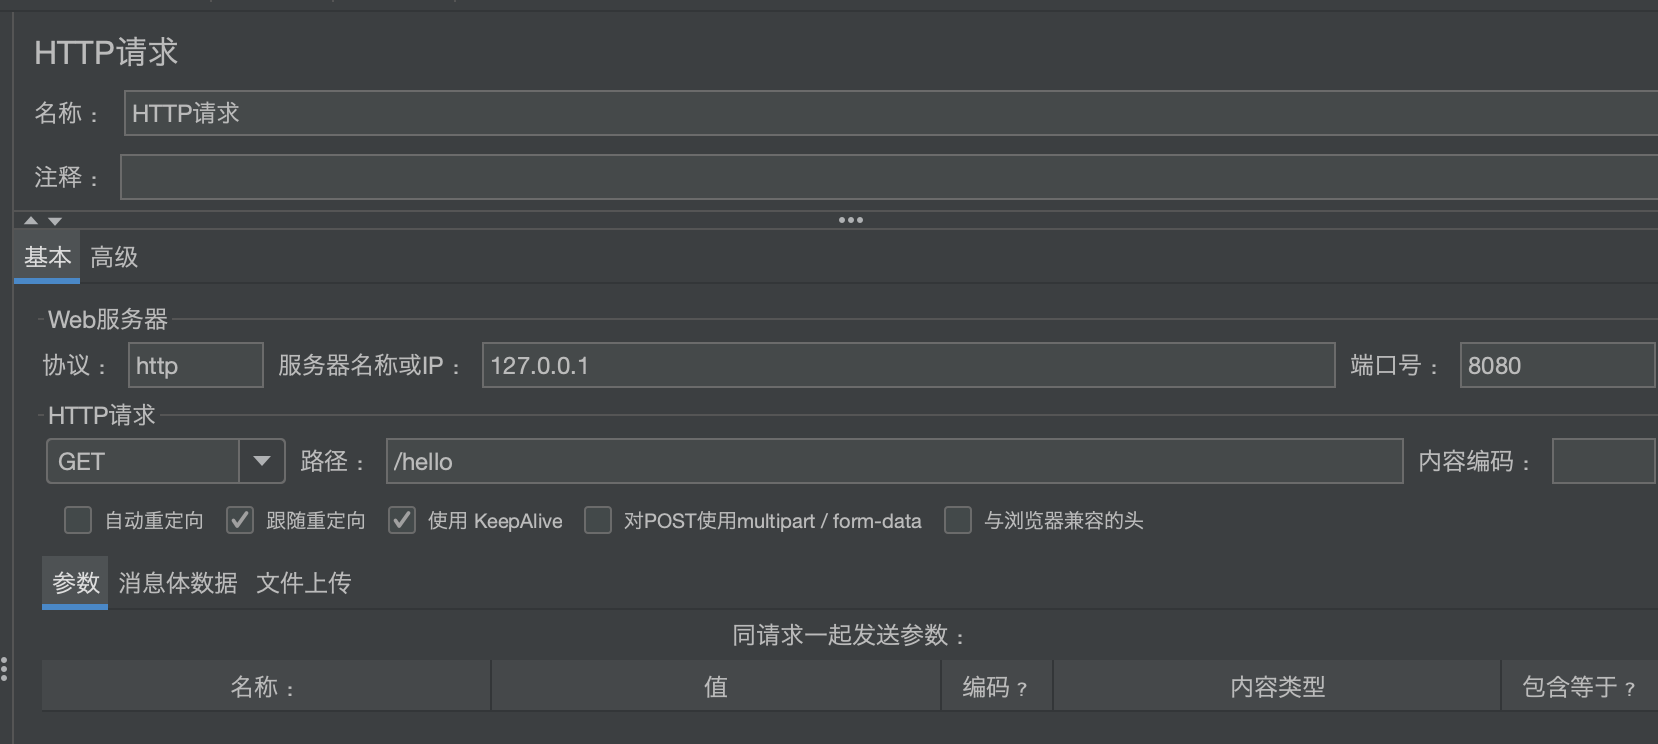 HTTP请求
名称： HTTP请求
注释：
基本 高级
Web服务器
协议： http 服务器名称或IP： 127.0.0.1 端口号： 8080
HTTP请求
GET 路径： /hello 内容编码：
自动重定向 跟随重定向 使用 KeepAlive 对POST使用multipart / form-data 与浏览器兼容的头
参数 消息体数据 文件上传
同请求一起发送参数：
名称： 值 编码？ 内容类型 包含等于？